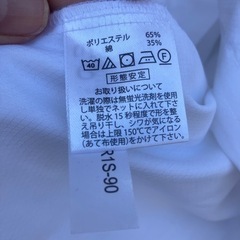 ポリエステル 65%
綿 35%
40
F
形態安定
お取り扱いについて
洗濯の際は無蛍光洗剤を使用
し単独でネットに入れて下さ
い。脱水15秒程度で形を整
え吊り干し、シワが気になる
場合は上限150℃でアイロン
(あて布使用)をかけて下さい。
R1S-90